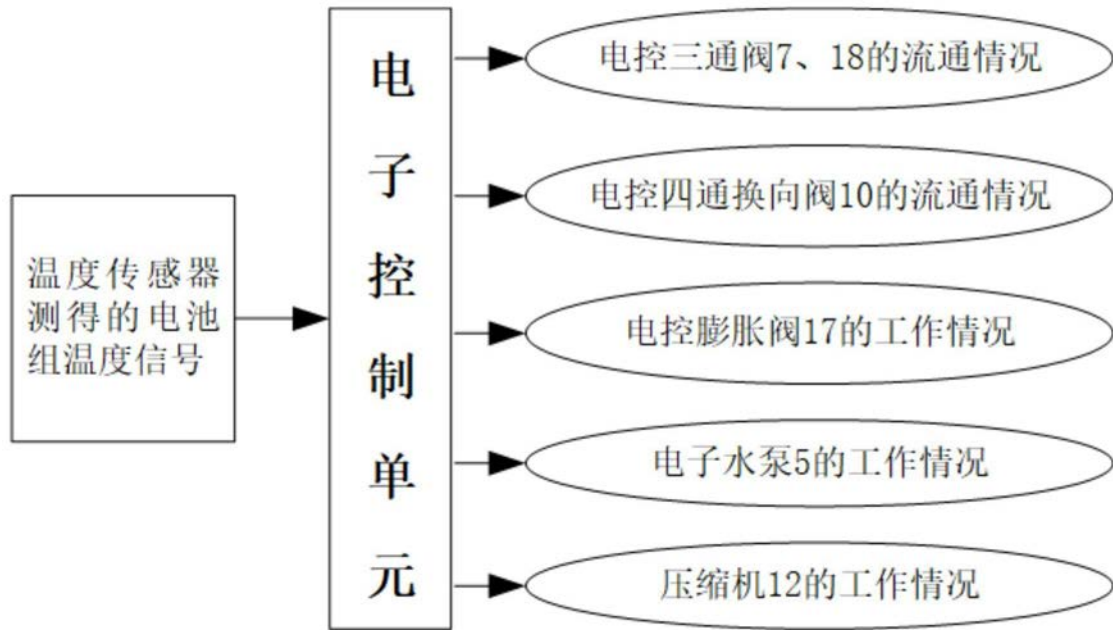 温度传感器
测得的电池
组温度信号
电
子
控
制
单
元
电控三通阀7、18的流通情况
电控四通换向阀10的流通情况
电控膨胀阀17的工作情况
电子水泵5的工作情况
压缩机12的工作情况